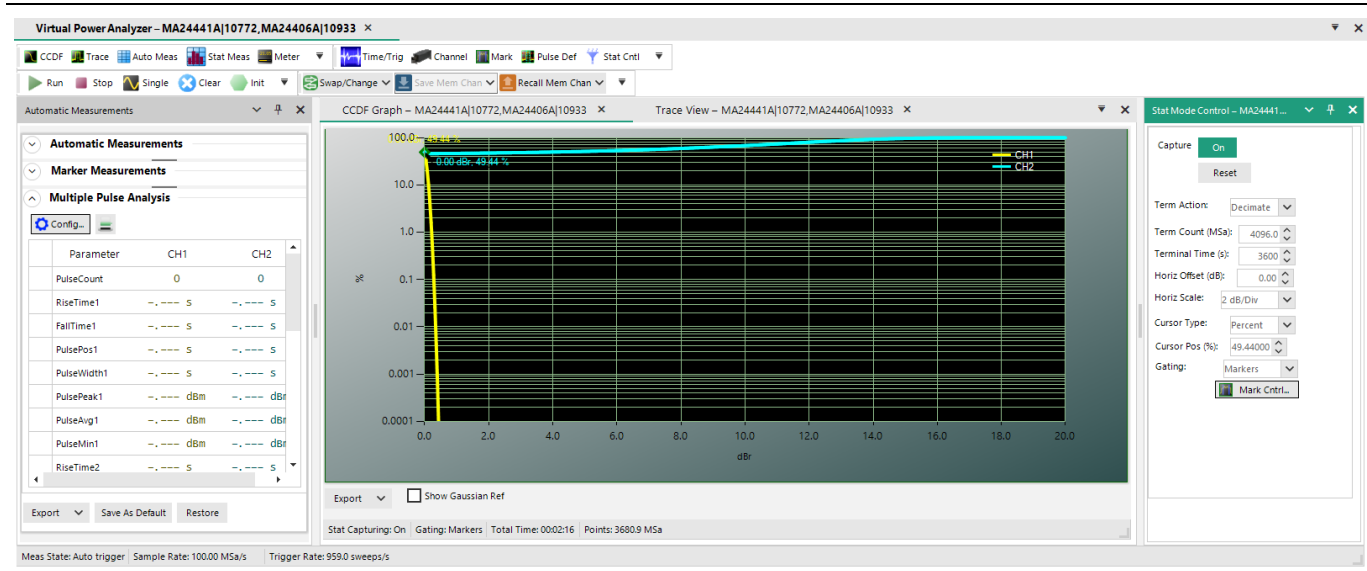 Virtual Power Analyzer – MA24441A|10772,MA24406A|10933 ×
CCDF Trace Auto Meas Stat Meas Meter Time/Trig Channel Mark Pulse Def Stat Cntl
Run Stop Single Clear Init Swap/Change Save Mem Chan Recall Mem Chan
Automatic Measurements
Automatic Measurements
Marker Measurements
Multiple Pulse Analysis
Config...
Parameter CH1 CH2
PulseCount 0 0
RiseTime1 -.--- S -.--- S
FallTime1 -.--- S -.--- S
PulsePos1 -.--- S -.--- S
PulseWidth1 -.--- S -.--- S
PulsePeak1 -.--- dBm -.--- dBm
PulseAvg1 -.--- dBm -.--- dBm
PulseMin1 -.--- dBm -.--- dBm
RiseTime2 -.--- S -.--- S
Export Save As Default Restore
CCDF Graph – MA24441A|10772,MA24406A|10933 × Trace View – MA24441A|10772,MA24406A|10933 ×
100.0
49.44 %
0.00 dBr, 49.44 %
CH1
CH2
10.0
1.0
%
0.1
0.01
0.001
0.0001
0.0 2.0 4.0 6.0 8.0 10.0 12.0 14.0 16.0 18.0 20.0
dBr
Export Show Gaussian Ref
Stat Capturing: On Gating: Markers Total Time: 00:02:16 Points: 3680.9 MSa
Stat Mode Control – MA24441...
Capture On
Reset
Term Action: Decimate
Term Count (MSa): 4096.0
Terminal Time (s): 3600
Horiz Offset (dB): 0.00
Horiz Scale: 2 dB/Div
Cursor Type: Percent
Cursor Pos (%): 49.44000
Gating: Markers
Mark Cntrl...
Meas State: Auto trigger Sample Rate: 100.00 MSa/s Trigger Rate: 959.0 sweeps/s